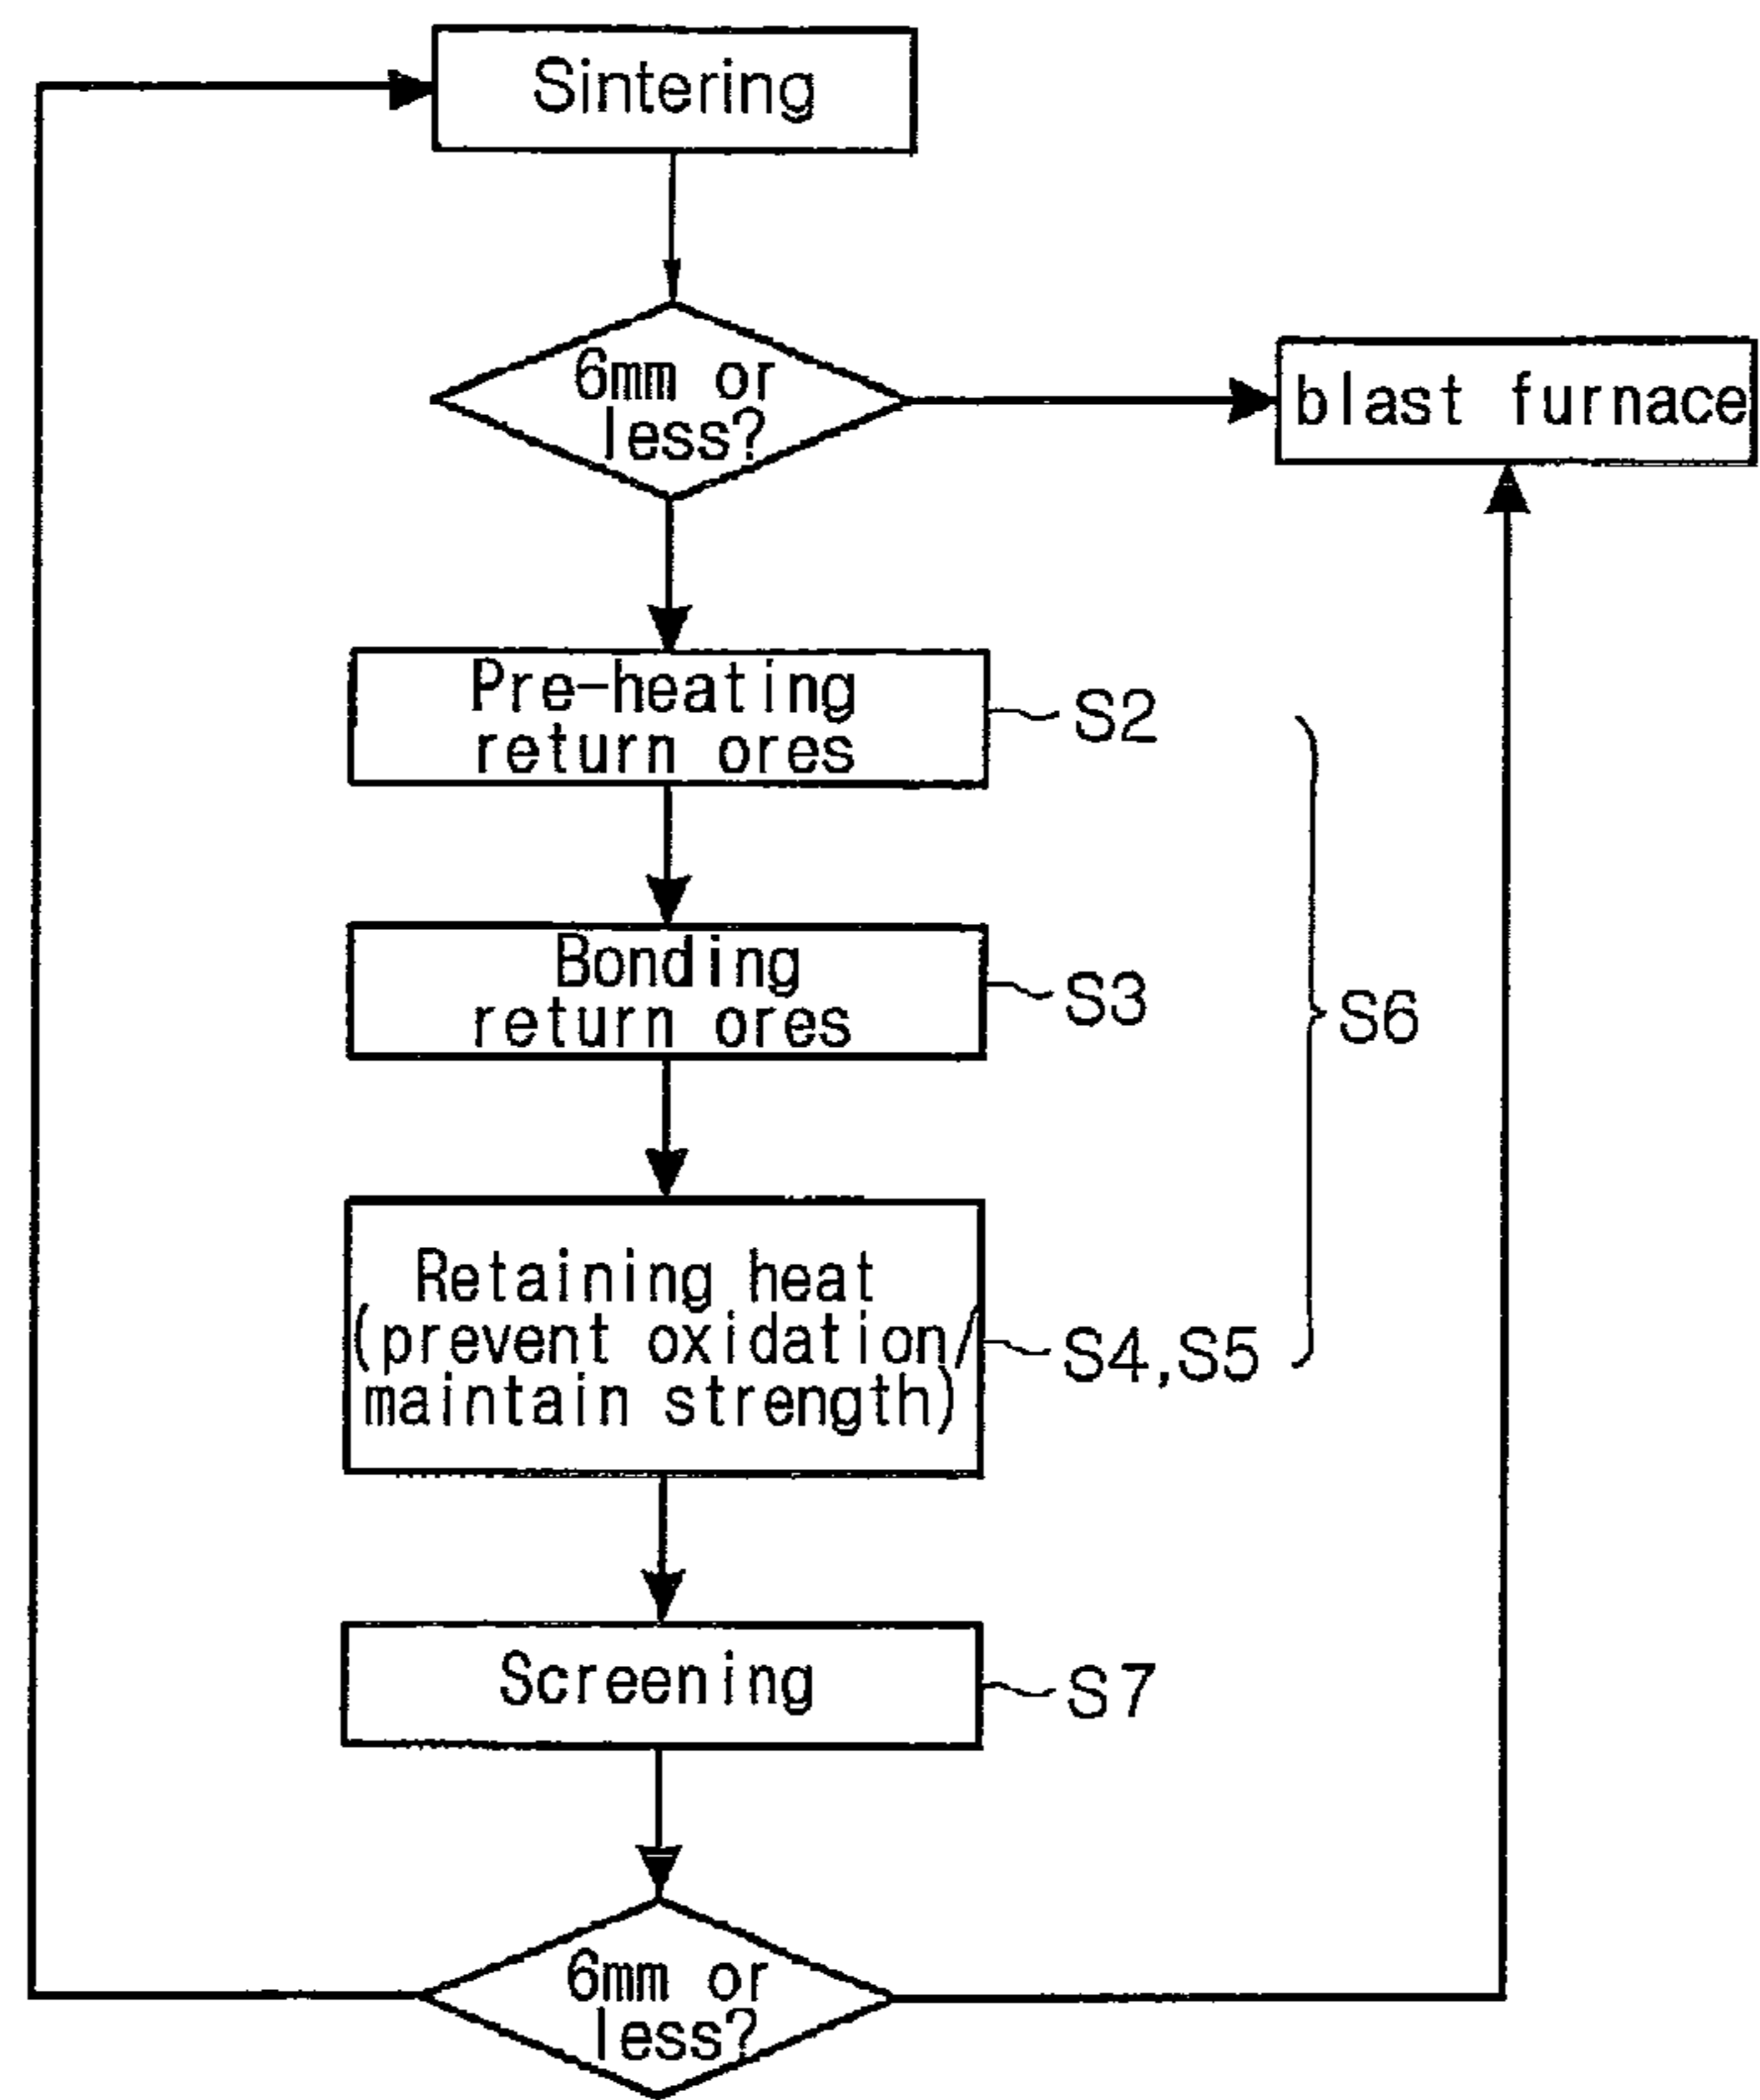 Sintering
6mm or
less?
blast furnace
Pre-heating
return ores
S2
Bonding
return ores
S3
S6
Retaining heat
(prevent oxidation/
maintain strength)
S4,S5
Screening
S7
6mm or
less?